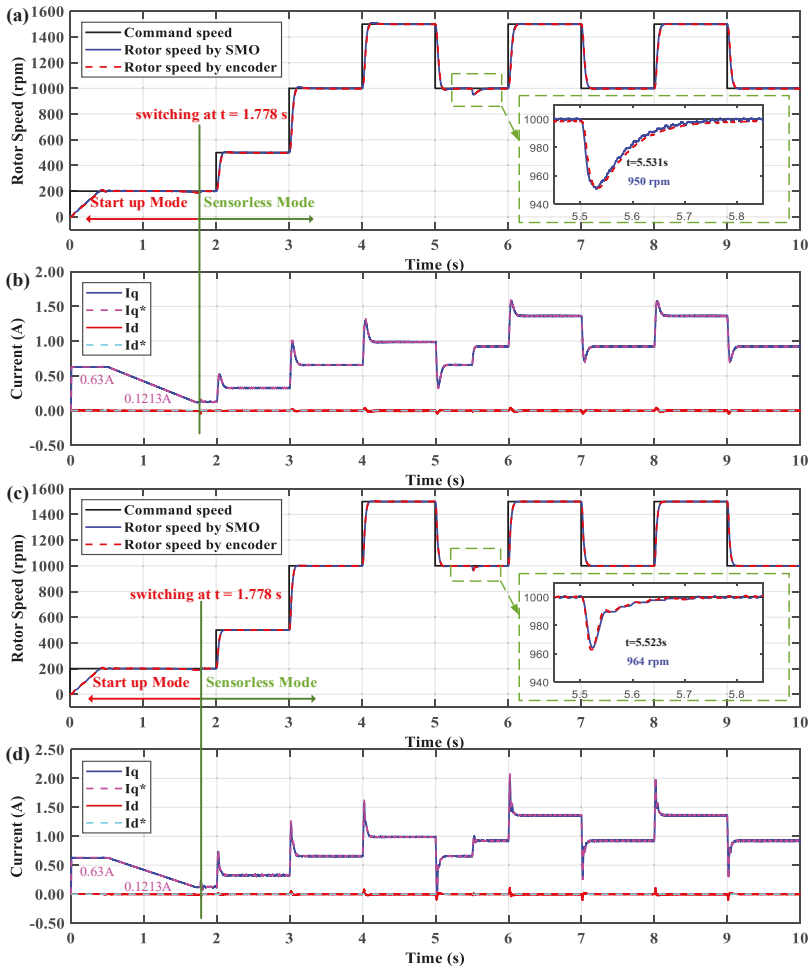 (a)
1600
1400
1200
1000
800
600
400
200
0
Rotor Speed (rpm)
Command speed
Rotor speed by SMO
Rotor speed by encoder
switching at t = 1.778 s
Start up Mode
Sensorless Mode
1000
980
960
940
t=5.531s
950 rpm
5.5 5.6 5.7 5.8
0 1 2 3 4 5 6 7 8 9 10
Time (s)
(b)
2.00
1.50
1.00
0.50
0.00
-0.50
Current (A)
Iq
Iq*
Id
Id*
0.63A
0.1213A
0 1 2 3 4 5 6 7 8 9 10
Time (s)
(c)
1600
1400
1200
1000
800
600
400
200
0
Rotor Speed (rpm)
Command speed
Rotor speed by SMO
Rotor speed by encoder
switching at t = 1.778 s
Start up Mode
Sensorless Mode
1000
980
960
940
t=5.523s
964 rpm
5.5 5.6 5.7 5.8
0 1 2 3 4 5 6 7 8 9 10
Time (s)
(d)
2.50
2.00
1.50
1.00
0.50
0.00
-0.50
Current (A)
Iq
Iq*
Id
Id*
0.63A
0.1213A
0 1 2 3 4 5 6 7 8 9 10
Time (s)